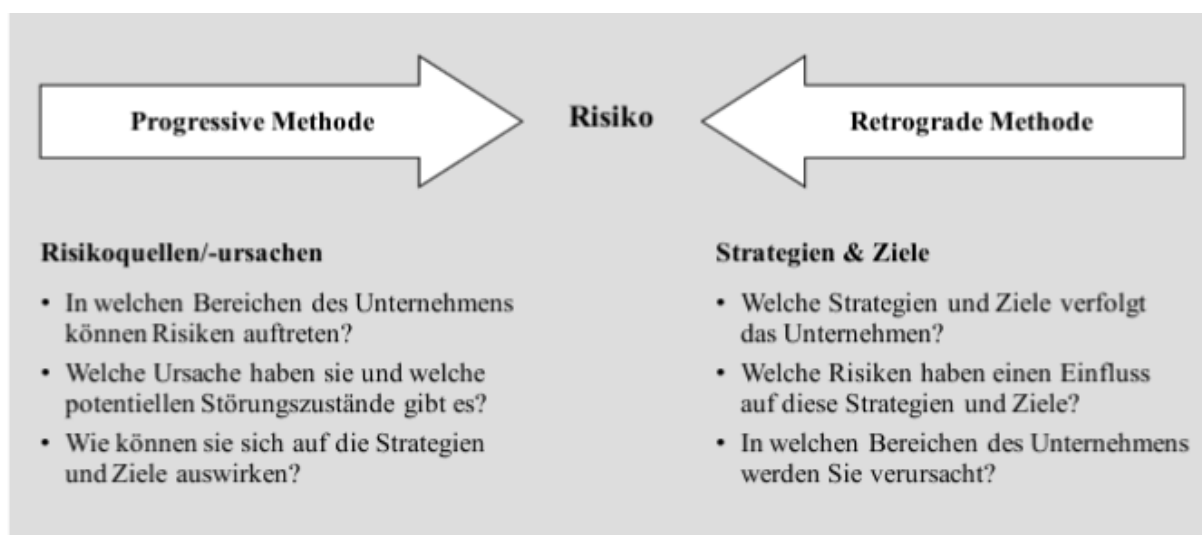 Progressive Methode
Risiko
Retrograde Methode
Risikoquellen/-ursachen
• In welchen Bereichen des Unternehmens
können Risiken auftreten?
• Welche Ursache haben sie und welche
potentiellen Störungszustände gibt es?
• Wie können sie sich auf die Strategien
und Ziele auswirken?
Strategien & Ziele
• Welche Strategien und Ziele verfolgt
das Unternehmen?
• Welche Risiken haben einen Einfluss
auf diese Strategien und Ziele?
• In welchen Bereichen des Unternehmens
werden Sie verursacht?